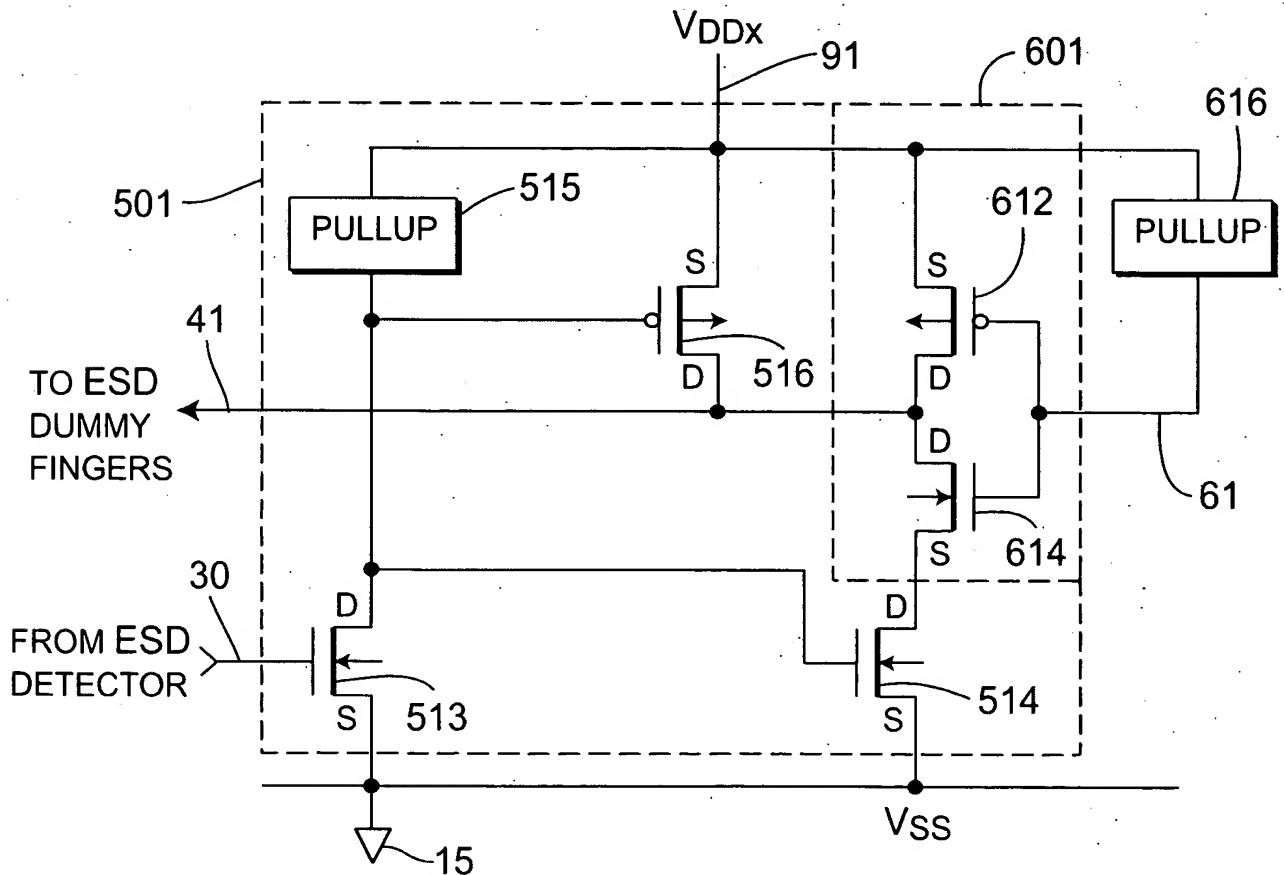 VDDX
91
601
616
501
515
612
PULLUP
PULLUP
S
S
41
516
D
D
TO ESD
DUMMY
FINGERS
D
61
S
614
30
D
D
FROM ESD
DETECTOR
S
513
S
514
VSS
15